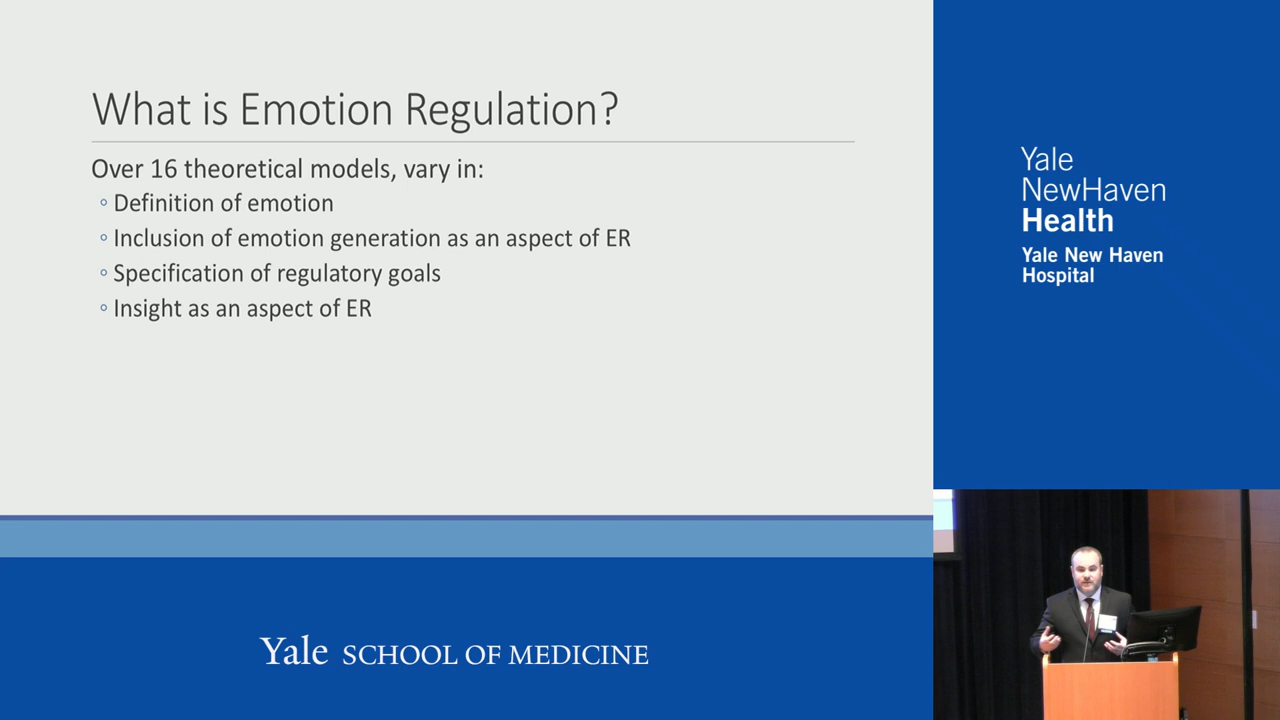 What is Emotion Regulation?
Over 16 theoretical models, vary in:
◦ Definition of emotion
◦ Inclusion of emotion generation as an aspect of ER
◦ Specification of regulatory goals
◦ Insight as an aspect of ER
Yale SCHOOL OF MEDICINE
Yale
NewHaven
Health
Yale New Haven
Hospital